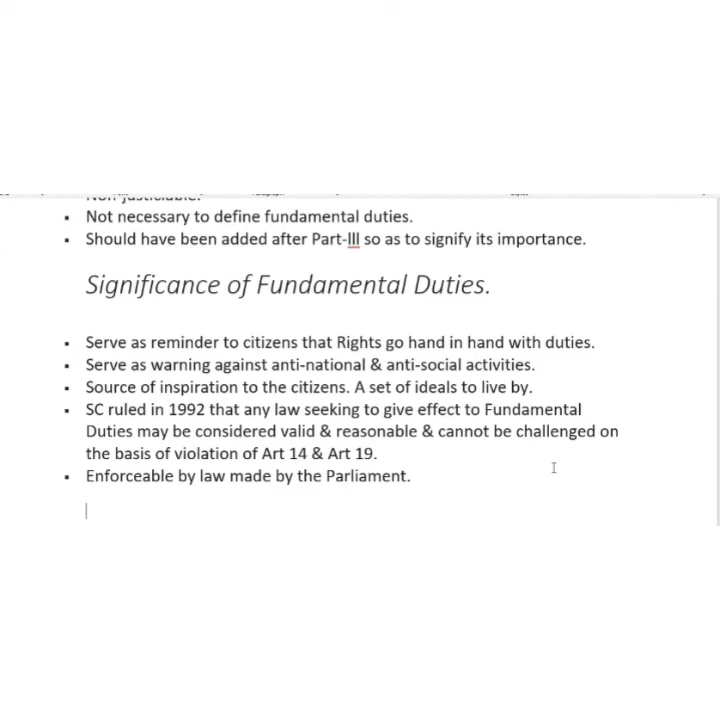 Non-justiciable.
▪ Not necessary to define fundamental duties.
▪ Should have been added after Part-III so as to signify its importance.
Significance of Fundamental Duties.
▪ Serve as reminder to citizens that Rights go hand in hand with duties.
▪ Serve as warning against anti-national & anti-social activities.
▪ Source of inspiration to the citizens. A set of ideals to live by.
▪ SC ruled in 1992 that any law seeking to give effect to Fundamental
Duties may be considered valid & reasonable & cannot be challenged on
the basis of violation of Art 14 & Art 19.
▪ Enforceable by law made by the Parliament.